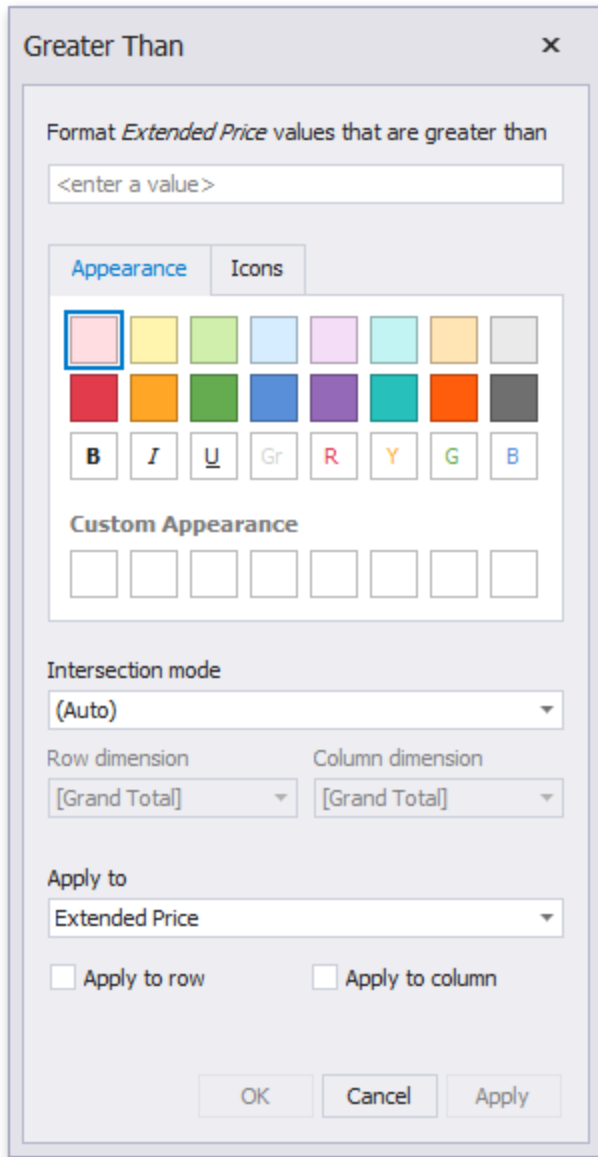 Greater Than
Format Extended Price values that are greater than
<enter a value>
Appearance Icons
B I U Gr R Y G B
Custom Appearance
Intersection mode
(Auto)
Row dimension Column dimension
[Grand Total] [Grand Total]
Apply to
Extended Price
Apply to row Apply to column
OK Cancel Apply